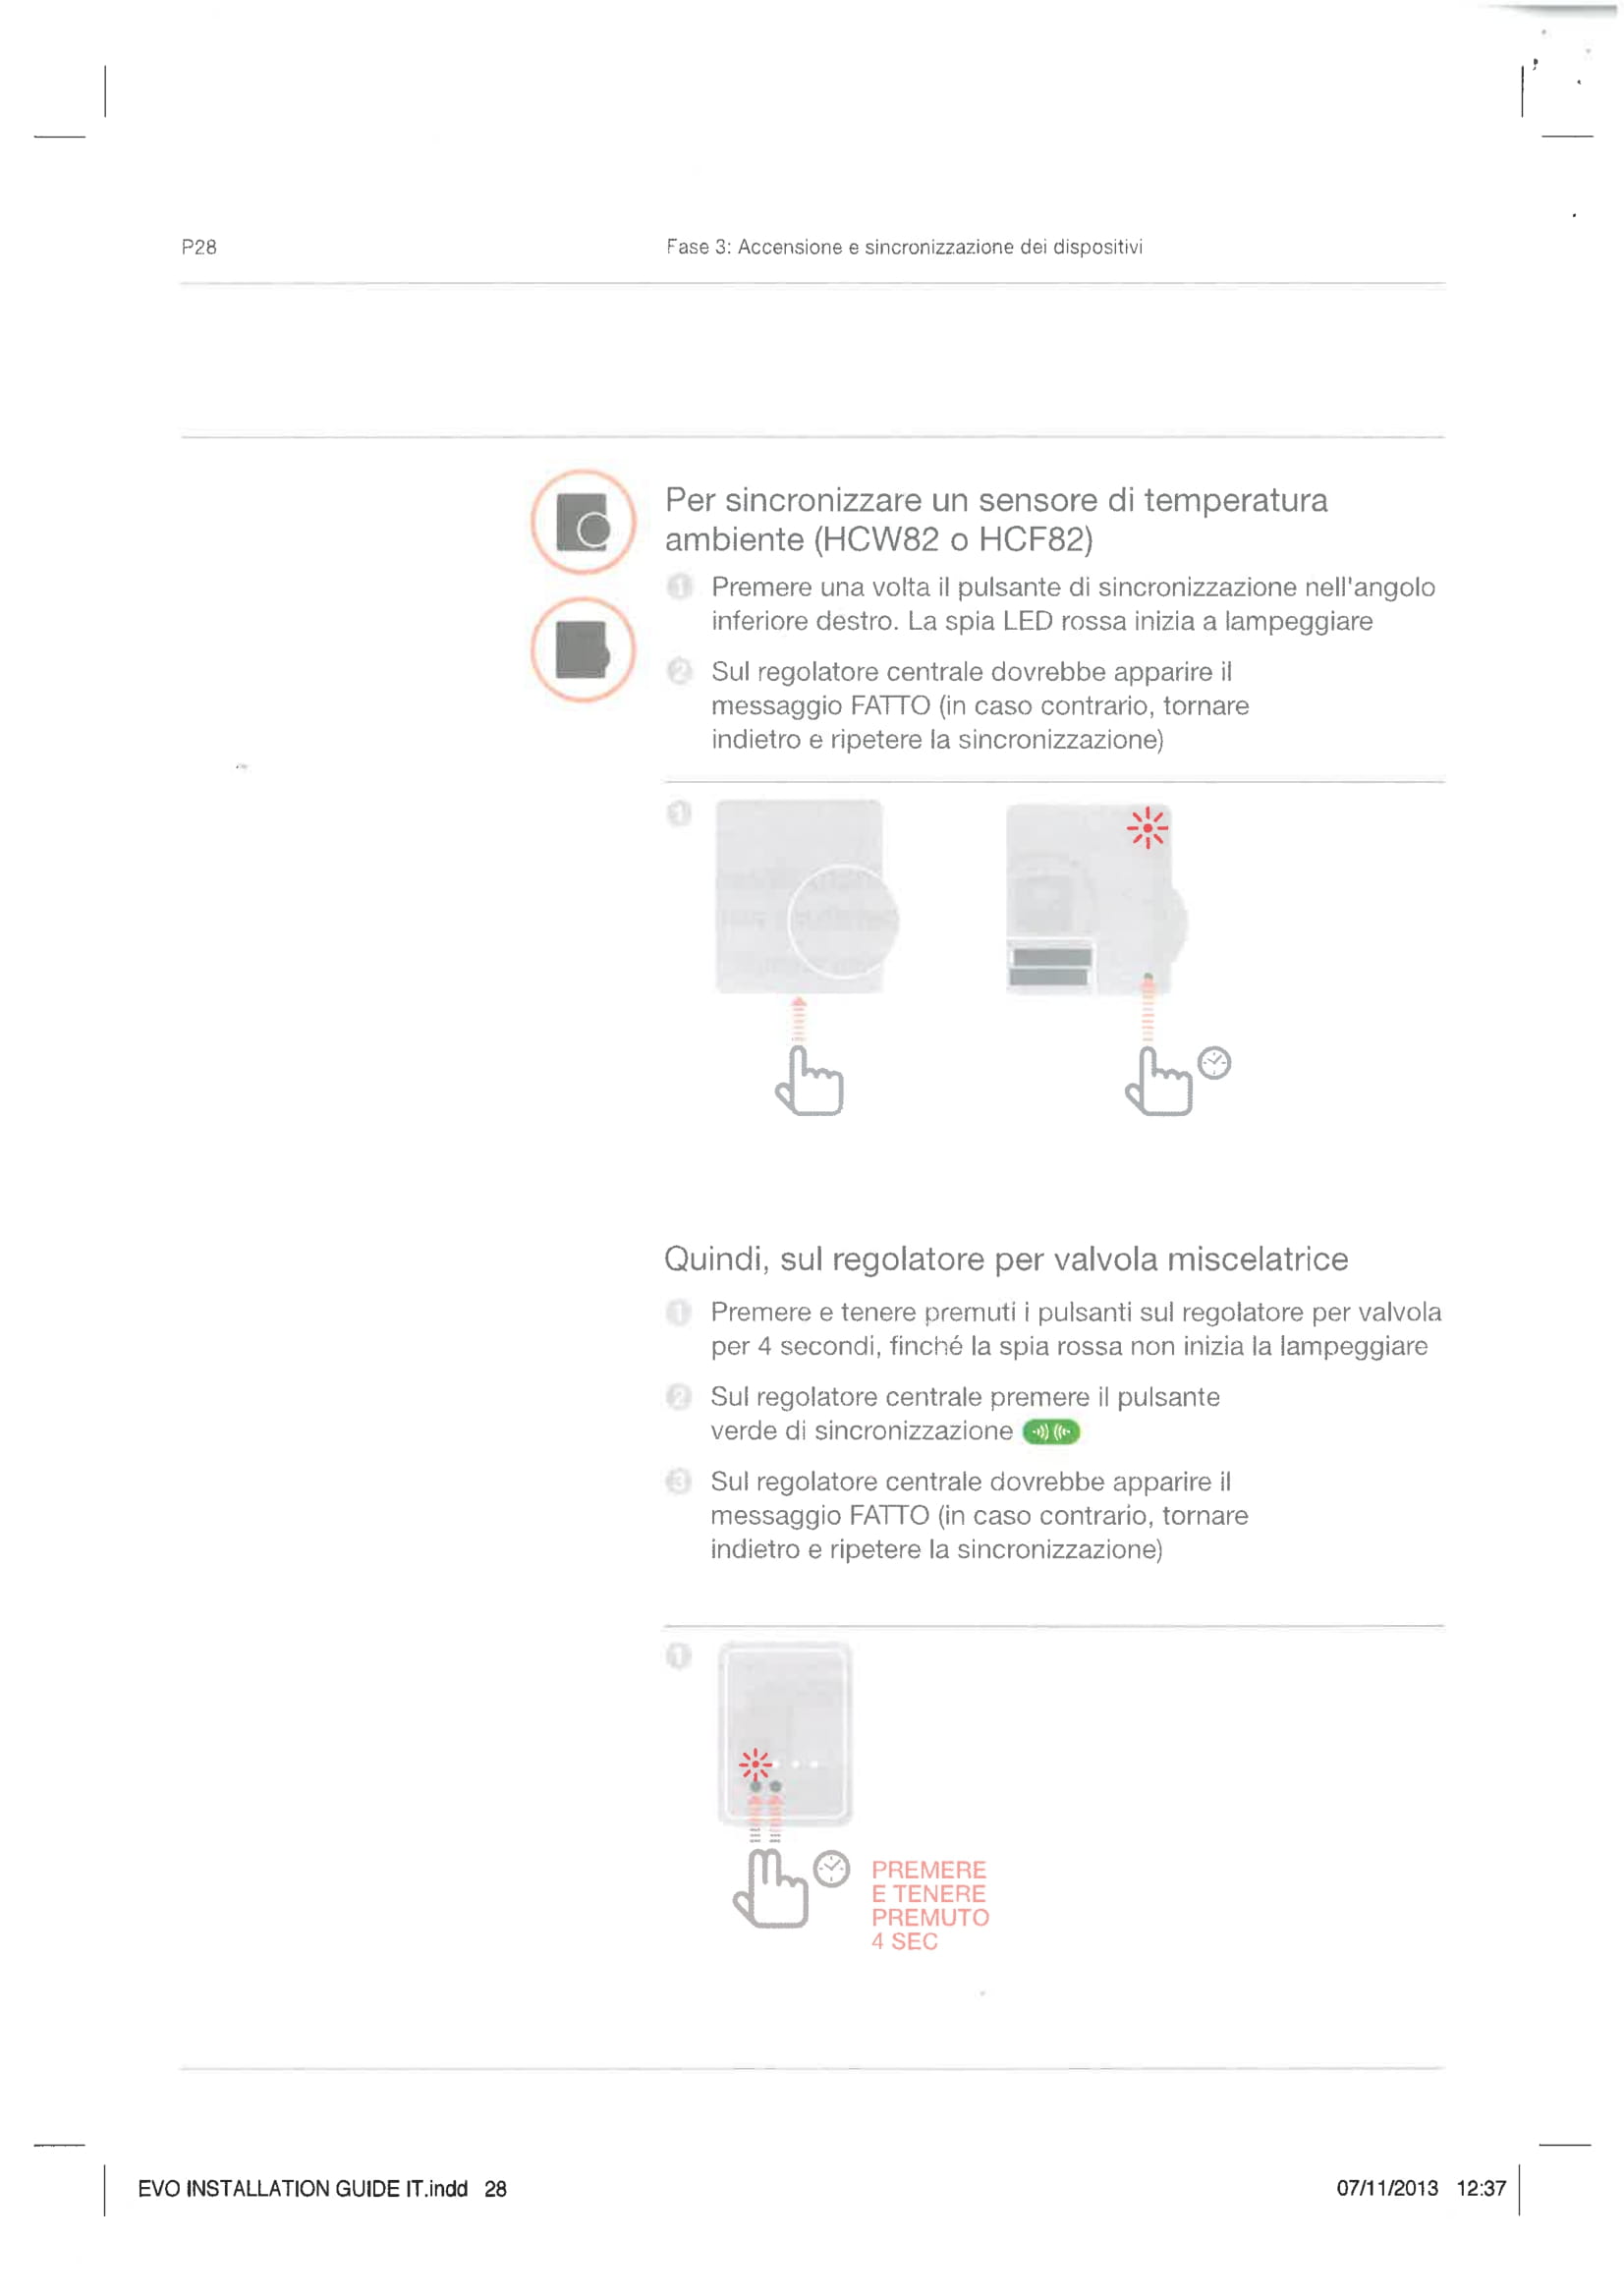 P28
Fase 3: Accensione e sincronizzazione dei dispositivi
Per sincronizzare un sensore di temperatura
ambiente (HCW82 o HCF82)
1 Premere una volta il pulsante di sincronizzazione nell'angolo
inferiore destro. La spia LED rossa inizia a lampeggiare
2 Sul regolatore centrale dovrebbe apparire il
messaggio FATTO (in caso contrario, tornare
indietro e ripetere la sincronizzazione)
1
Quindi, sul regolatore per valvola miscelatrice
1 Premere e tenere premuti i pulsanti sul regolatore per valvola
per 4 secondi, finché la spia rossa non inizia la lampeggiare
2 Sul regolatore centrale premere il pulsante
verde di sincronizzazione
3 Sul regolatore centrale dovrebbe apparire il
messaggio FATTO (in caso contrario, tornare
indietro e ripetere la sincronizzazione)
1
PREMERE
E TENERE
PREMUTO
4 SEC
EVO INSTALLATION GUIDE IT.indd 28
07/11/2013 12:37